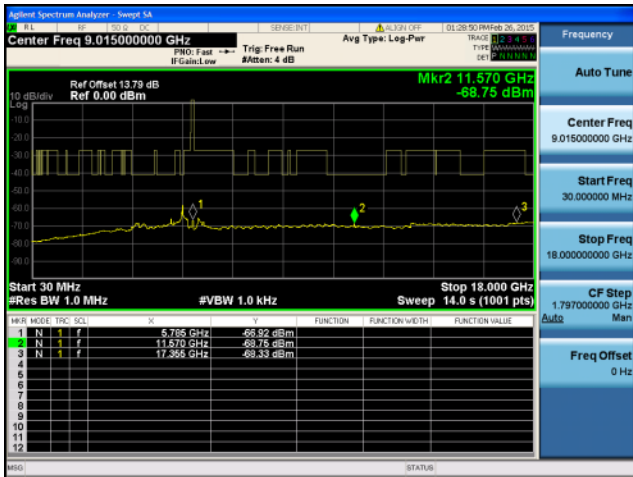 Agilent Spectrum Analyzer - Swept SA
RL RF 50 Ω DC SENSE:INT ALIGN OFF 01:28:50 PM Feb 26, 2015
Center Freq 9.015000000 GHz
PNO: Fast
IFGain:Low
Trig: Free Run
#Atten: 4 dB
Avg Type: Log-Pwr
TRACE 1 2 3 4 5 6
TYPE
DET P N N N N N
Ref Offset 13.79 dB
10 dB/div Ref 0.00 dBm
Log
Mkr2 11.570 GHz
-68.75 dBm
-10.0
-20.0
-30.0
-40.0
-50.0
-60.0
-70.0
-80.0
-90.0
1
2
3
Start 30 MHz Stop 18.000 GHz
#Res BW 1.0 MHz #VBW 1.0 kHz Sweep 14.0 s (1001 pts)
MKR MODE TRC SCL X Y FUNCTION FUNCTION WIDTH FUNCTION VALUE
1 N 1 f 5.785 GHz -66.92 dBm
2 N 1 f 11.570 GHz -68.75 dBm
3 N 1 f 17.355 GHz -68.33 dBm
4
5
6
7
8
9
10
11
12
MSG STATUS
Frequency
Auto Tune
Center Freq
9.015000000 GHz
Start Freq
30.000000 MHz
Stop Freq
18.000000000 GHz
CF Step
1.797000000 GHz
Auto Man
Freq Offset
0 Hz